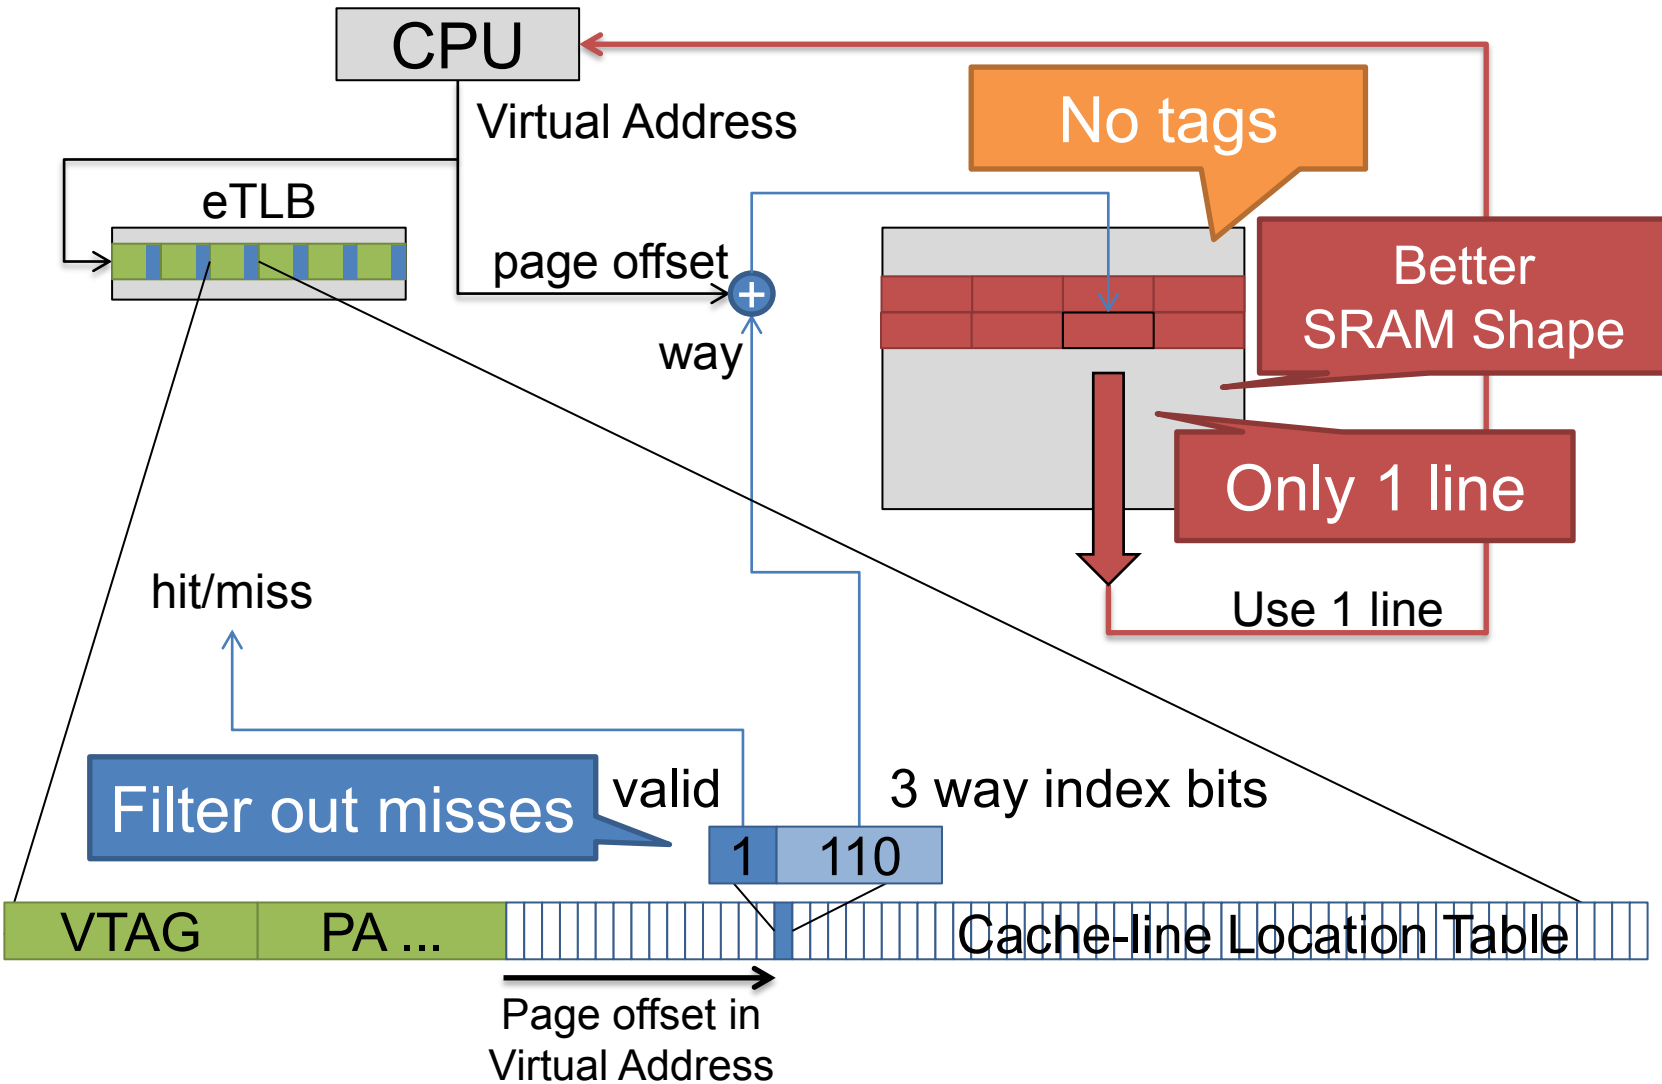 CPU
Virtual Address
No tags
eTLB
page offset
+
way
Better
SRAM Shape
Only 1 line
hit/miss
Use 1 line
Filter out misses
valid
3 way index bits
1
110
VTAG
PA ...
Cache-line Location Table
Page offset in
Virtual Address